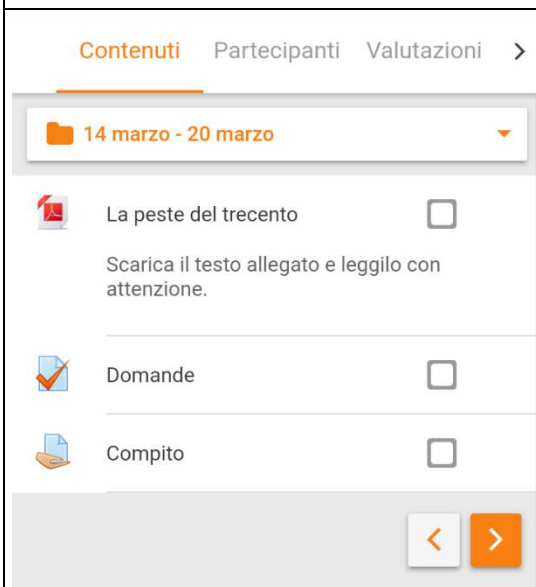 Contenuti Partecipanti Valutazioni
14 marzo - 20 marzo
La peste del trecento
Scarica il testo allegato e leggilo con
attenzione.
Domande
Compito